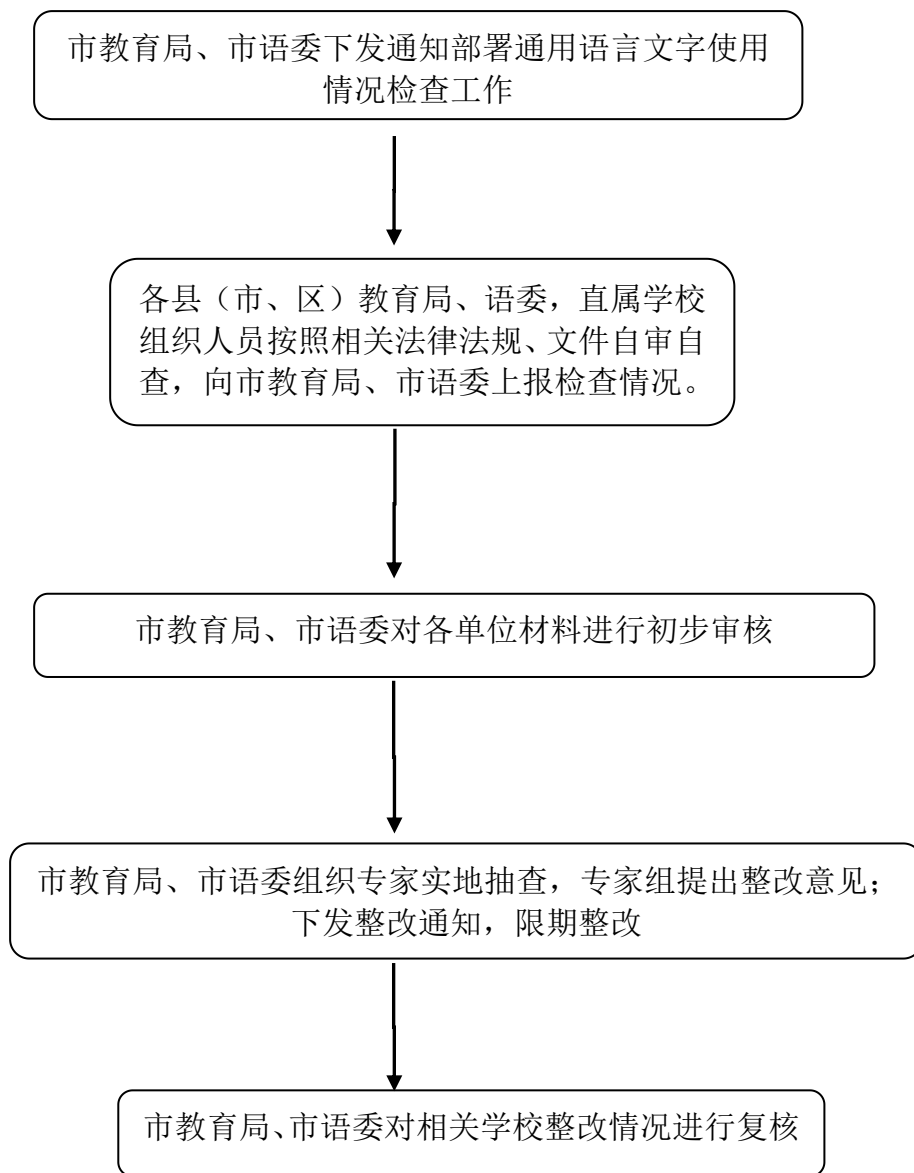 市教育局、市语委下发通知部署通用语言文字使用
情况检查工作
各县（市、区）教育局、语委，直属学校
组织人员按照相关法律法规、文件自审自
查，向市教育局、市语委上报检查情况。
市教育局、市语委对各单位材料进行初步审核
市教育局、市语委组织专家实地抽查，专家组提出整改意见；
下发整改通知，限期整改
市教育局、市语委对相关学校整改情况进行复核